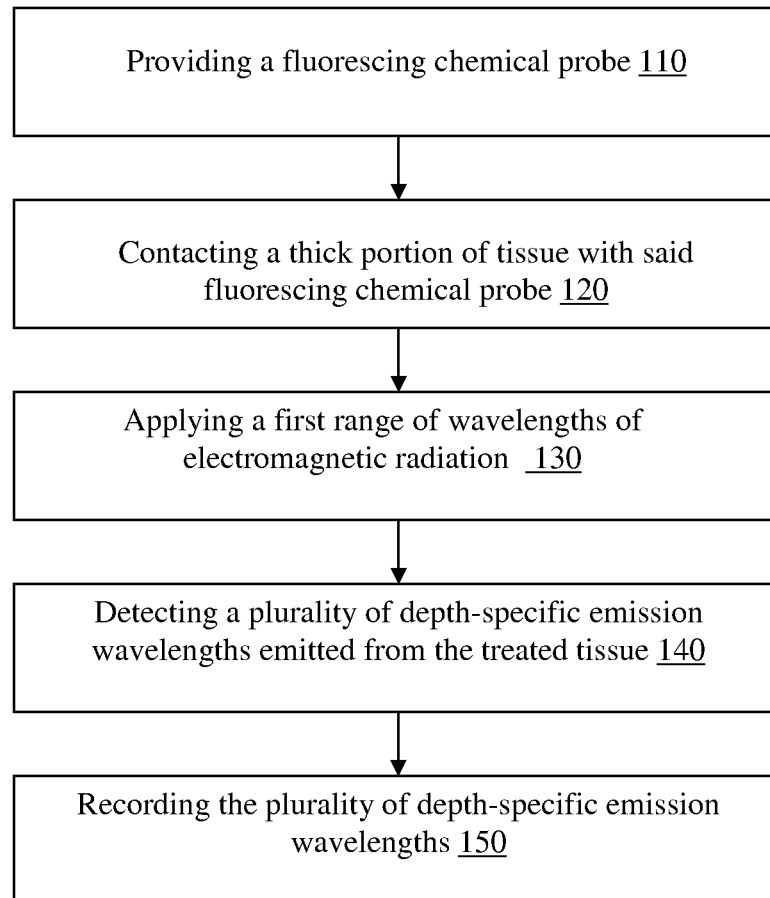 Providing a fluorescing chemical probe 110
Contacting a thick portion of tissue with said
fluorescing chemical probe 120
Applying a first range of wavelengths of
electromagnetic radiation 130
Detecting a plurality of depth-specific emission
wavelengths emitted from the treated tissue 140
Recording the plurality of depth-specific emission
wavelengths 150